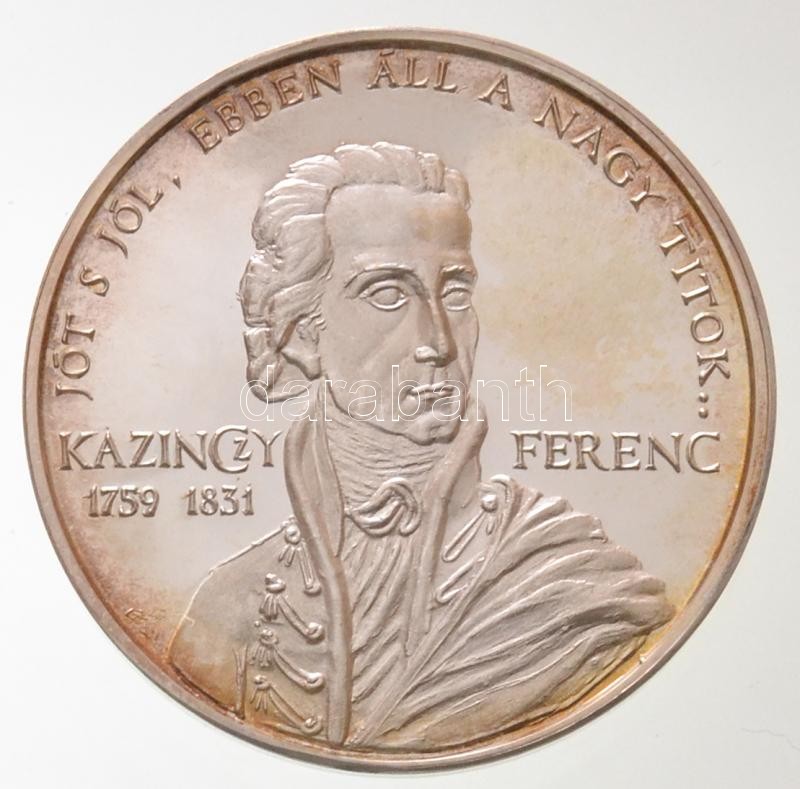 JÓT S JÓL, EBBEN ÁLL A NAGY TITOK..
KAZINCZY FERENC
1759 1831
darabanth